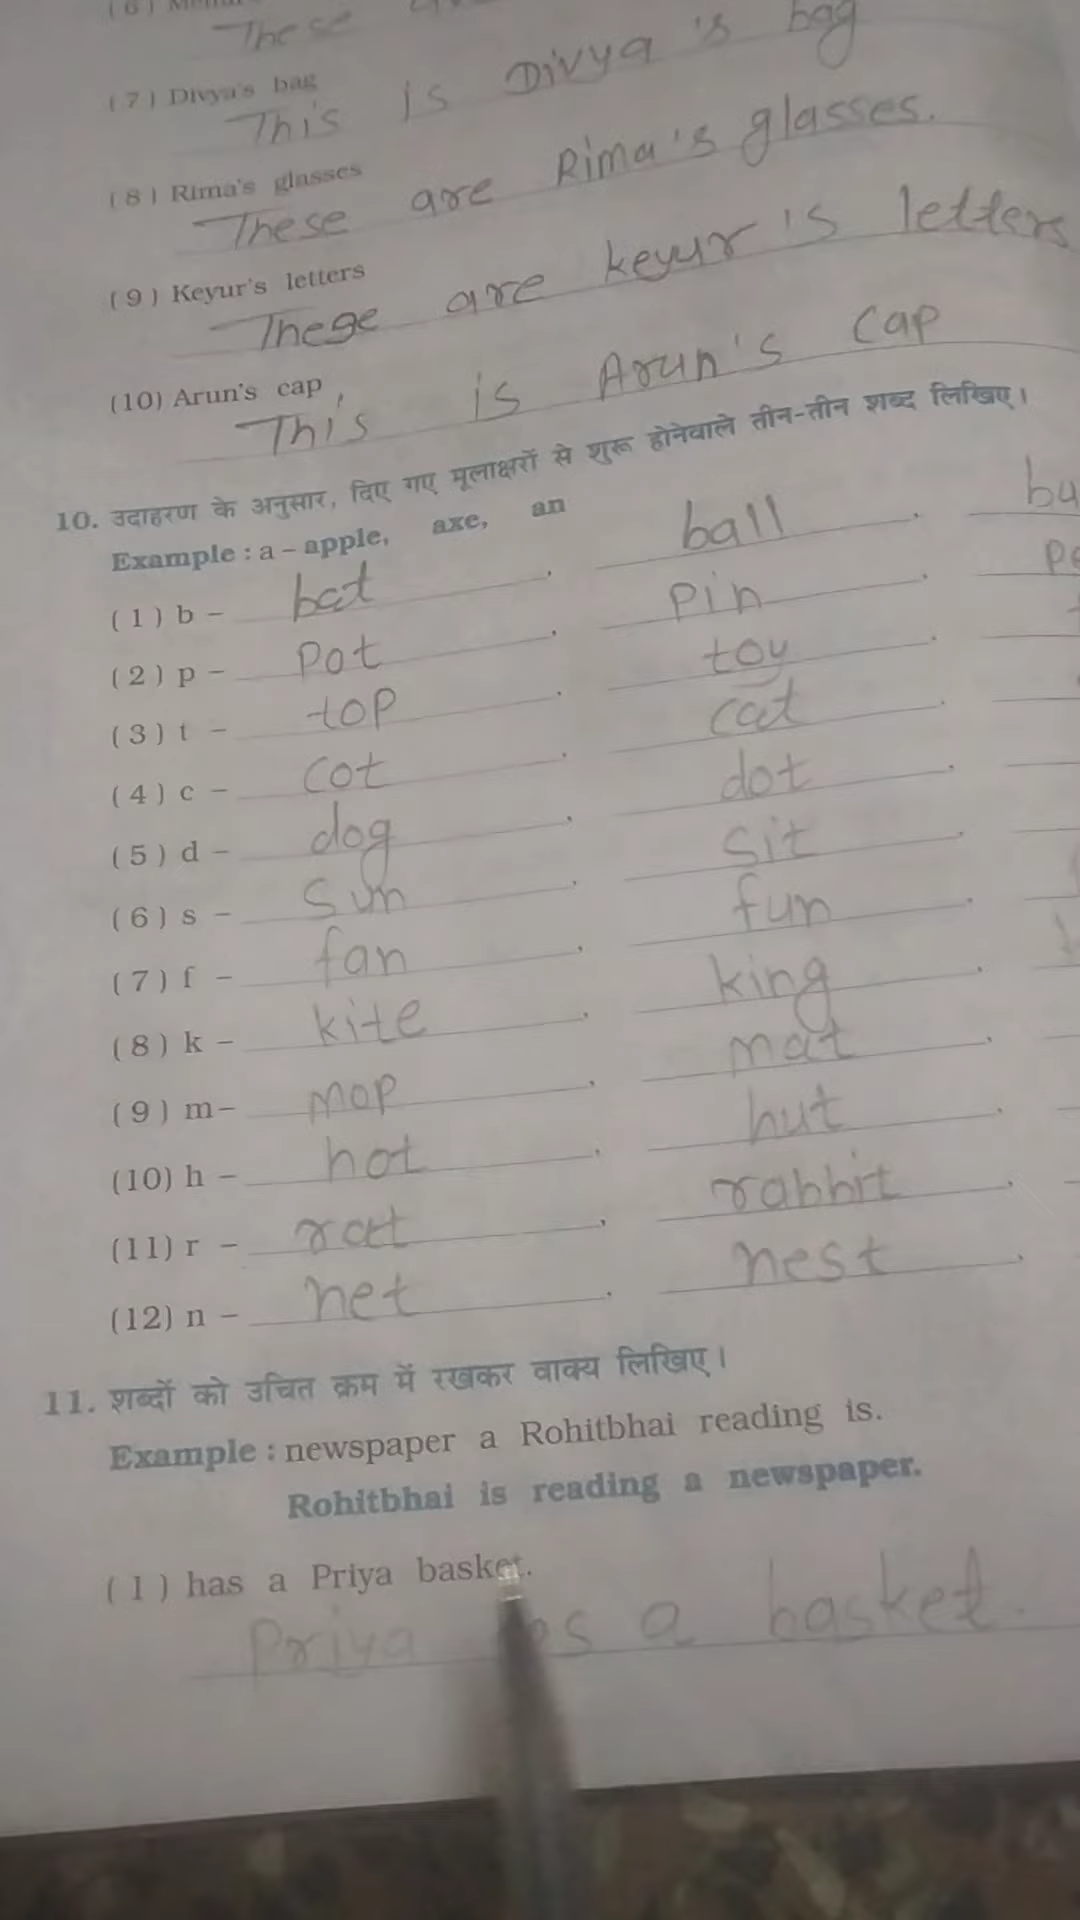 These
(7) Divya's bag
This is Divya's bag
(8) Rima's glasses
These are Rima's glasses.
(9) Keyur's letters
These are keyur's letters
(10) Arun's cap
This is Arun's cap
10. उदाहरण के अनुसार, दिए गए मूलाक्षरों से शुरू होनेवाले तीन-तीन शब्द लिखिए।
Example : a – apple, axe, an
(1) b – bat, ball,
(2) p – pot, pin,
(3) t – top, toy,
(4) c – cot, cat,
(5) d – dog, dot,
(6) s – sun, sit,
(7) f – fan, fun,
(8) k – kite, king,
(9) m – mop, mat,
(10) h – hot, hut,
(11) r – rat, rabbit,
(12) n – net, nest,
11. शब्दों को उचित क्रम में रखकर वाक्य लिखिए।
Example : newspaper a Rohitbhai reading is.
Rohitbhai is reading a newspaper.
(1) has a Priya basket.
Priya a basket.